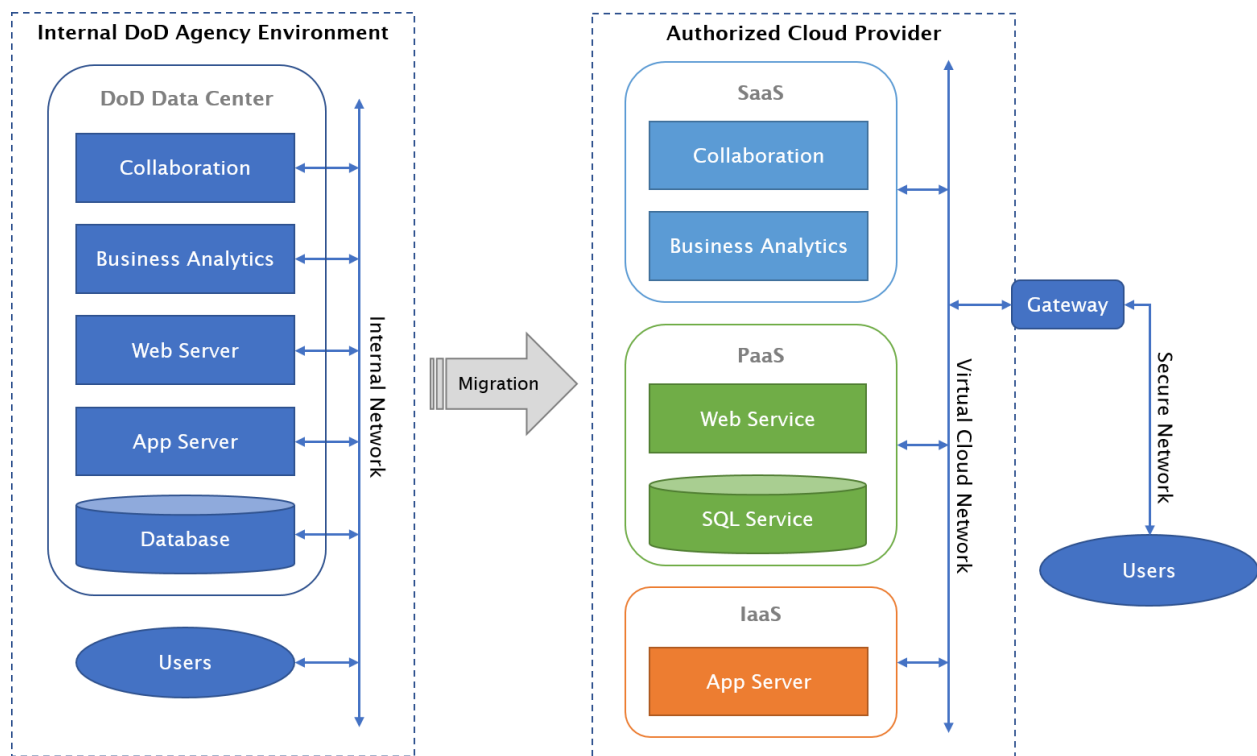 Internal DoD Agency Environment
DoD Data Center
Collaboration
Business Analytics
Web Server
App Server
Database
Users
Internal Network
Migration
Authorized Cloud Provider
SaaS
Collaboration
Business Analytics
PaaS
Web Service
SQL Service
IaaS
App Server
Virtual Cloud Network
Gateway
Secure Network
Users